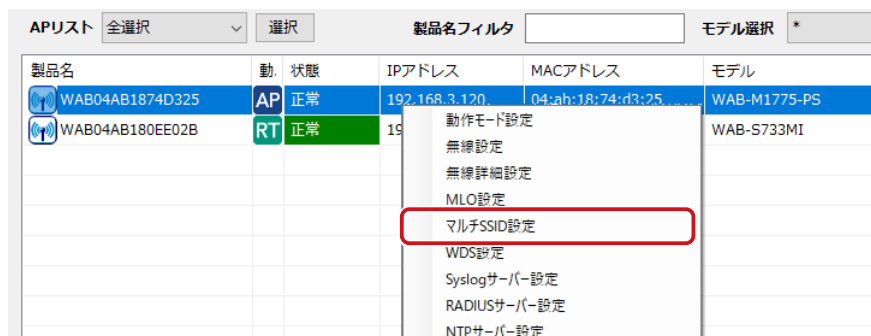 APリスト 全選択 選択 製品名フィルタ モデル選択 *
製品名 動. 状態 IPアドレス MACアドレス モデル
WAB04AB1874D325 AP 正常 192.168.3.120 04:ab:18:74:d3:25 WAB-M1775-PS
WAB04AB180EE02B RT 正常 19 WAB-S733MI
動作モード設定
無線設定
無線詳細設定
MLO設定
マルチSSID設定
WDS設定
Syslogサーバー設定
RADIUSサーバー設定
NTPサーバー設定